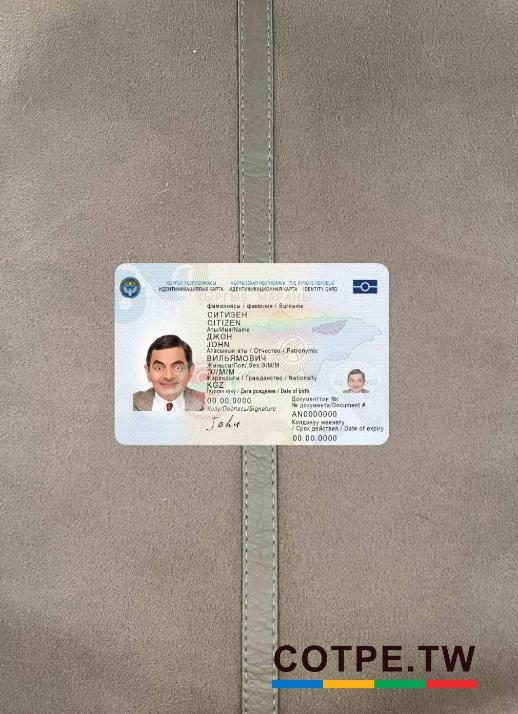 КЫРГЫЗ РЕСПУБЛИКАСЫ КЫРГЫЗСКАЯ РЕСПУБЛИКА THE KYRGYZ REPUBLIC
ИДЕНТИФИКАЦИЯЛЫК КАРТА ИДЕНТИФИКАЦИОННАЯ КАРТА IDENTITY CARD
КЫРГЫЗ ЖАРАНЫ
Фамилиясы / фамилия / Surname
СИТИЗЕН
CITIZEN
Аты/Имя/Name
ДЖОН
JOHN
Атасынын аты / Отчество / Patronymic
ВИЛЬЯМОВИЧ
Жынысы/Пол/ Sex Э/М/М
Э//М/М
Жарандыгы / Гражданство / Nationally
KGZ
Туулган күнү / Дата рождения / Date of birth
00.00.0000
Колу/Подпись/Signature
John
Документтин №/
№ документа/Document #
AN0000000
Колдонуу мөөнөтү
/ Срок действия / Date of expiry
00.00.0000
COTPE.TW